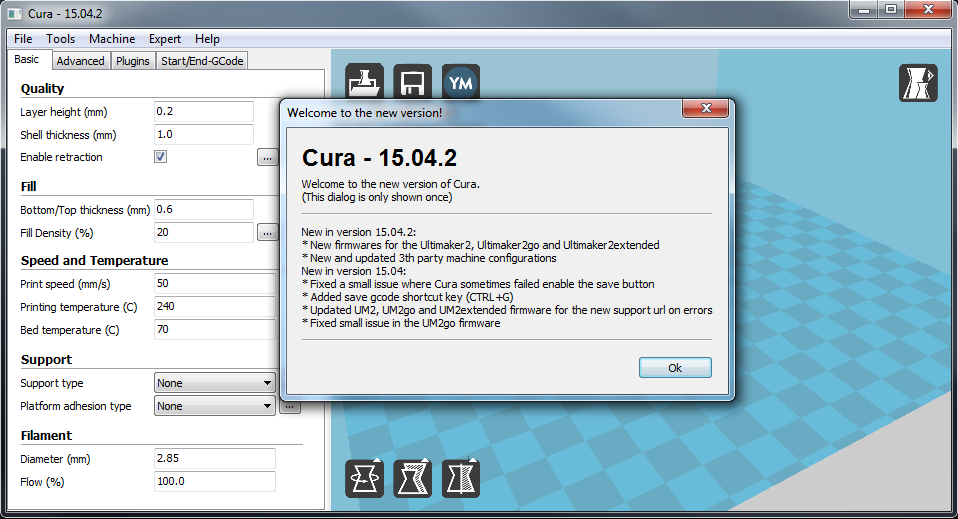 Cura - 15.04.2
File Tools Machine Expert Help
Basic Advanced Plugins Start/End-GCode
Quality
Layer height (mm) 0.2
Shell thickness (mm) 1.0
Enable retraction ...
Fill
Bottom/Top thickness (mm) 0.6
Fill Density (%) 20 ...
Speed and Temperature
Print speed (mm/s) 50
Printing temperature (C) 240
Bed temperature (C) 70
Support
Support type None
Platform adhesion type None ...
Filament
Diameter (mm) 2.85
Flow (%) 100.0
YM
Welcome to the new version!
Cura - 15.04.2
Welcome to the new version of Cura.
(This dialog is only shown once)
New in version 15.04.2:
* New firmwares for the Ultimaker2, Ultimaker2go and Ultimaker2extended
* New and updated 3th party machine configurations
New in version 15.04:
* Fixed a small issue where Cura sometimes failed enable the save button
* Added save gcode shortcut key (CTRL+G)
* Updated UM2, UM2go and UM2extended firmware for the new support url on errors
* Fixed small issue in the UM2go firmware
Ok